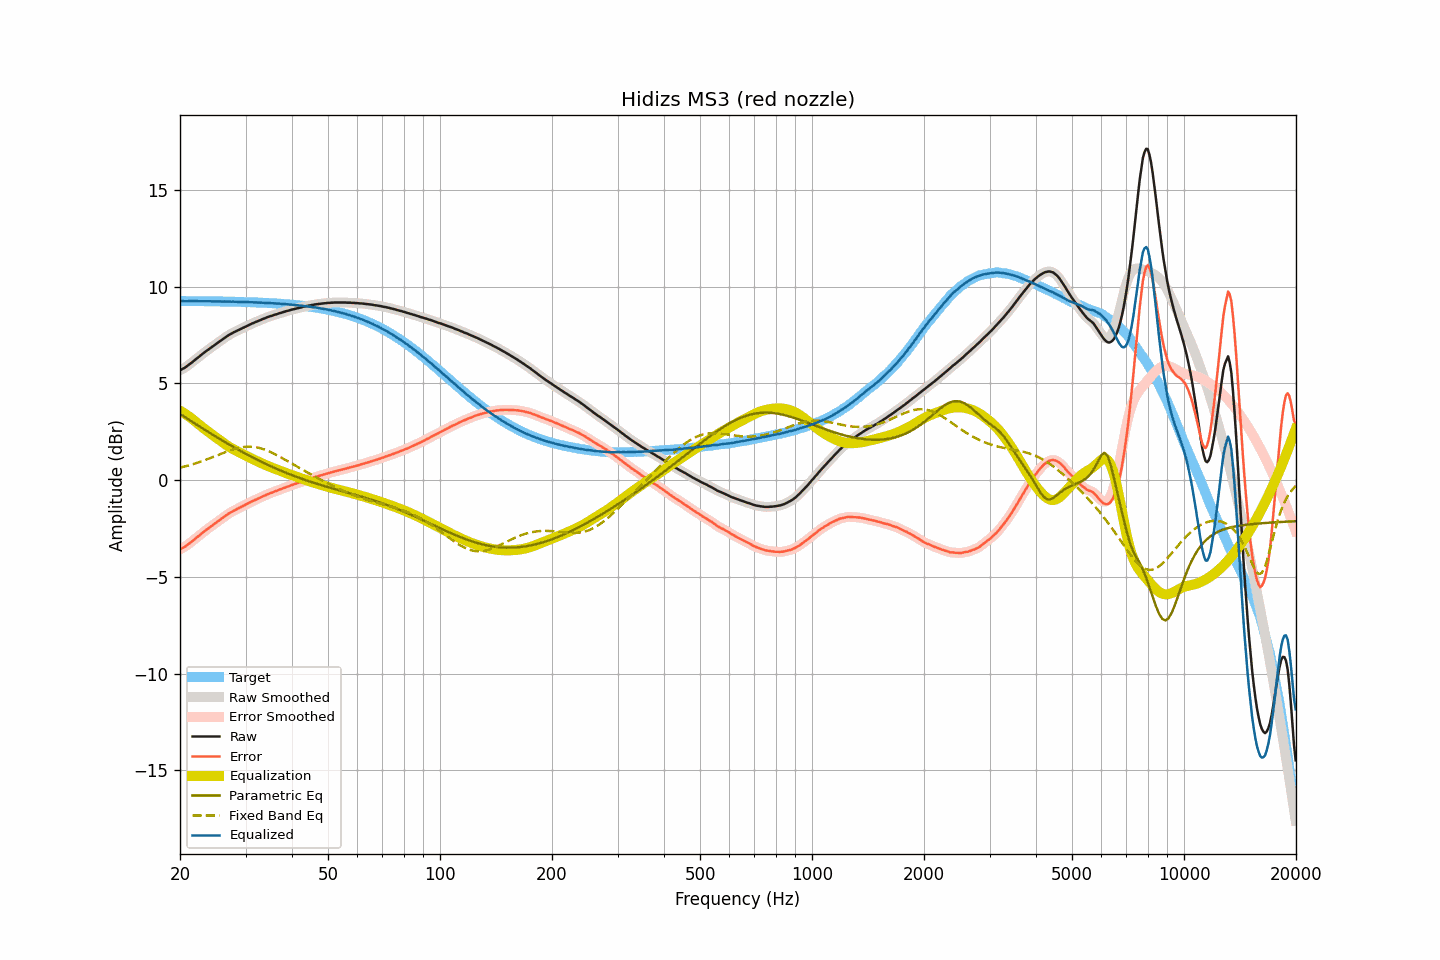 Hidizs MS3 (red nozzle)
Amplitude (dBr)
15
10
5
0
−5
−10
−15
Target
Raw Smoothed
Error Smoothed
Raw
Error
Equalization
Parametric Eq
Fixed Band Eq
Equalized
20 50 100 200 500 1000 2000 5000 10000 20000
Frequency (Hz)